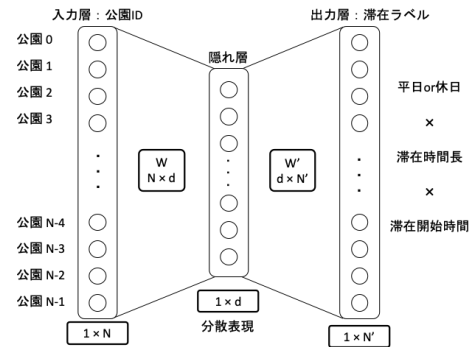 入力層：公園ID
出力層：滞在ラベル
公園 0
公園 1
公園 2
公園 3
公園 N-4
公園 N-3
公園 N-2
公園 N-1
隠れ層
W
N × d
W′
d × N′
平日or休日
×
滞在時間長
×
滞在開始時間
1 × N
1 × d
分散表現
1 × N′